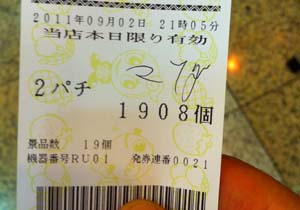 2011年09月02日 21時05分
当店本日限り有効
2パチ
1908個
景品数 19個
機器番号RU01 発券連番0021